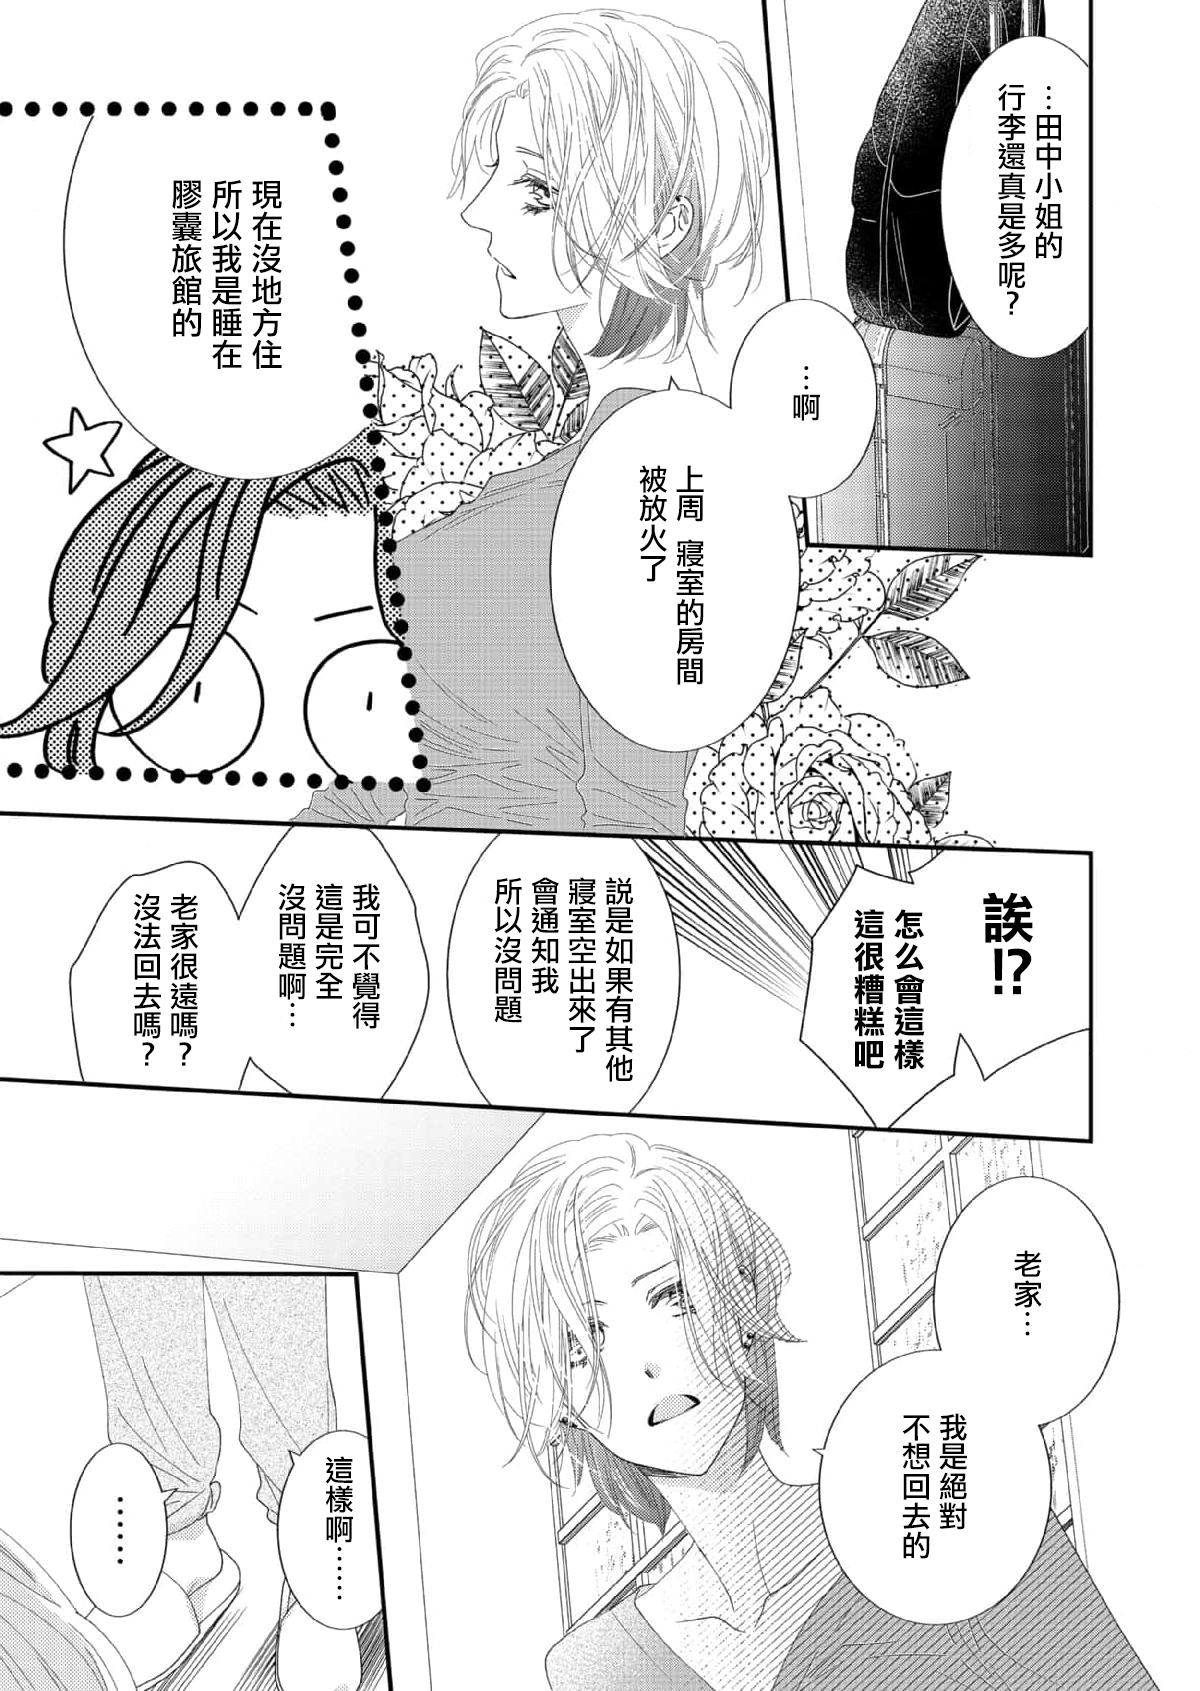 …田中小姐的
行李還真是多呢？
…啊
上周 寢室的房間
被放火了
現在沒地方住
所以我是睡在
膠囊旅館的
誒!?
怎么會這樣
這很糟糕吧
說是如果有其他
寢室空出來了
會通知我
所以沒問題
我可不覺得
這是完全
沒問題啊…
老家很遠嗎？
沒法回去嗎？
老家…
我是絕對
不想回去的
這樣啊……
……